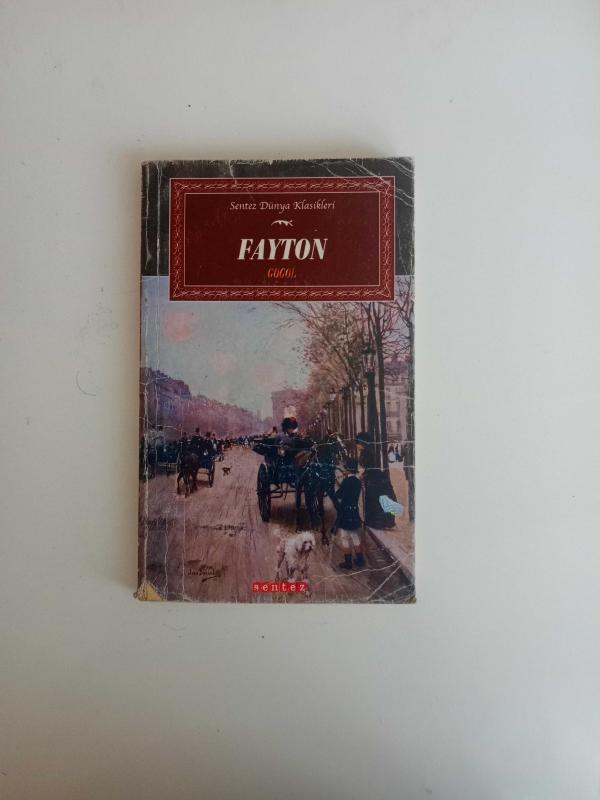 Sentez Dünya Klasikleri
FAYTON
GOGOL
sentez